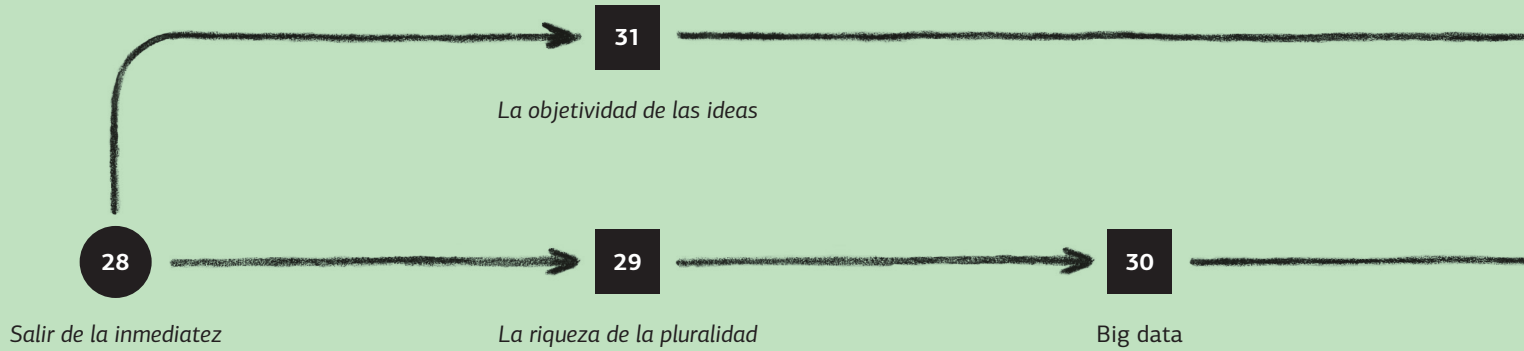 31
La objetividad de las ideas
28
29
30
Salir de la inmediatez
La riqueza de la pluralidad
Big data